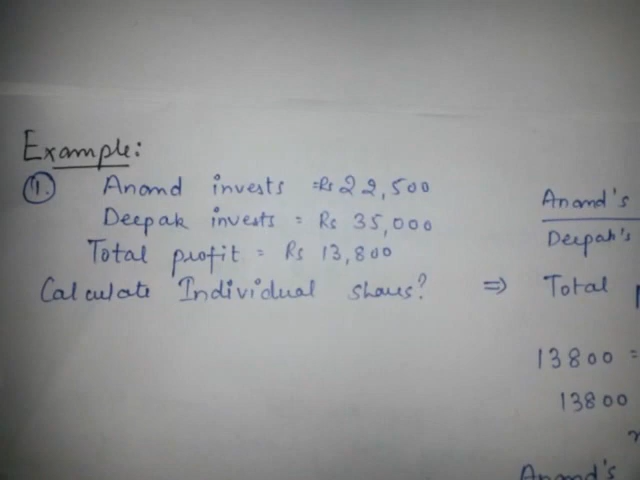 Example:
1. Anand invests = Rs 22,500
Deepak invests = Rs 35,000
Total profit = Rs 13,800
Calculate Individual shares?
Anand's
Deepak's
⇒ Total
13800 =
13800
Anand's